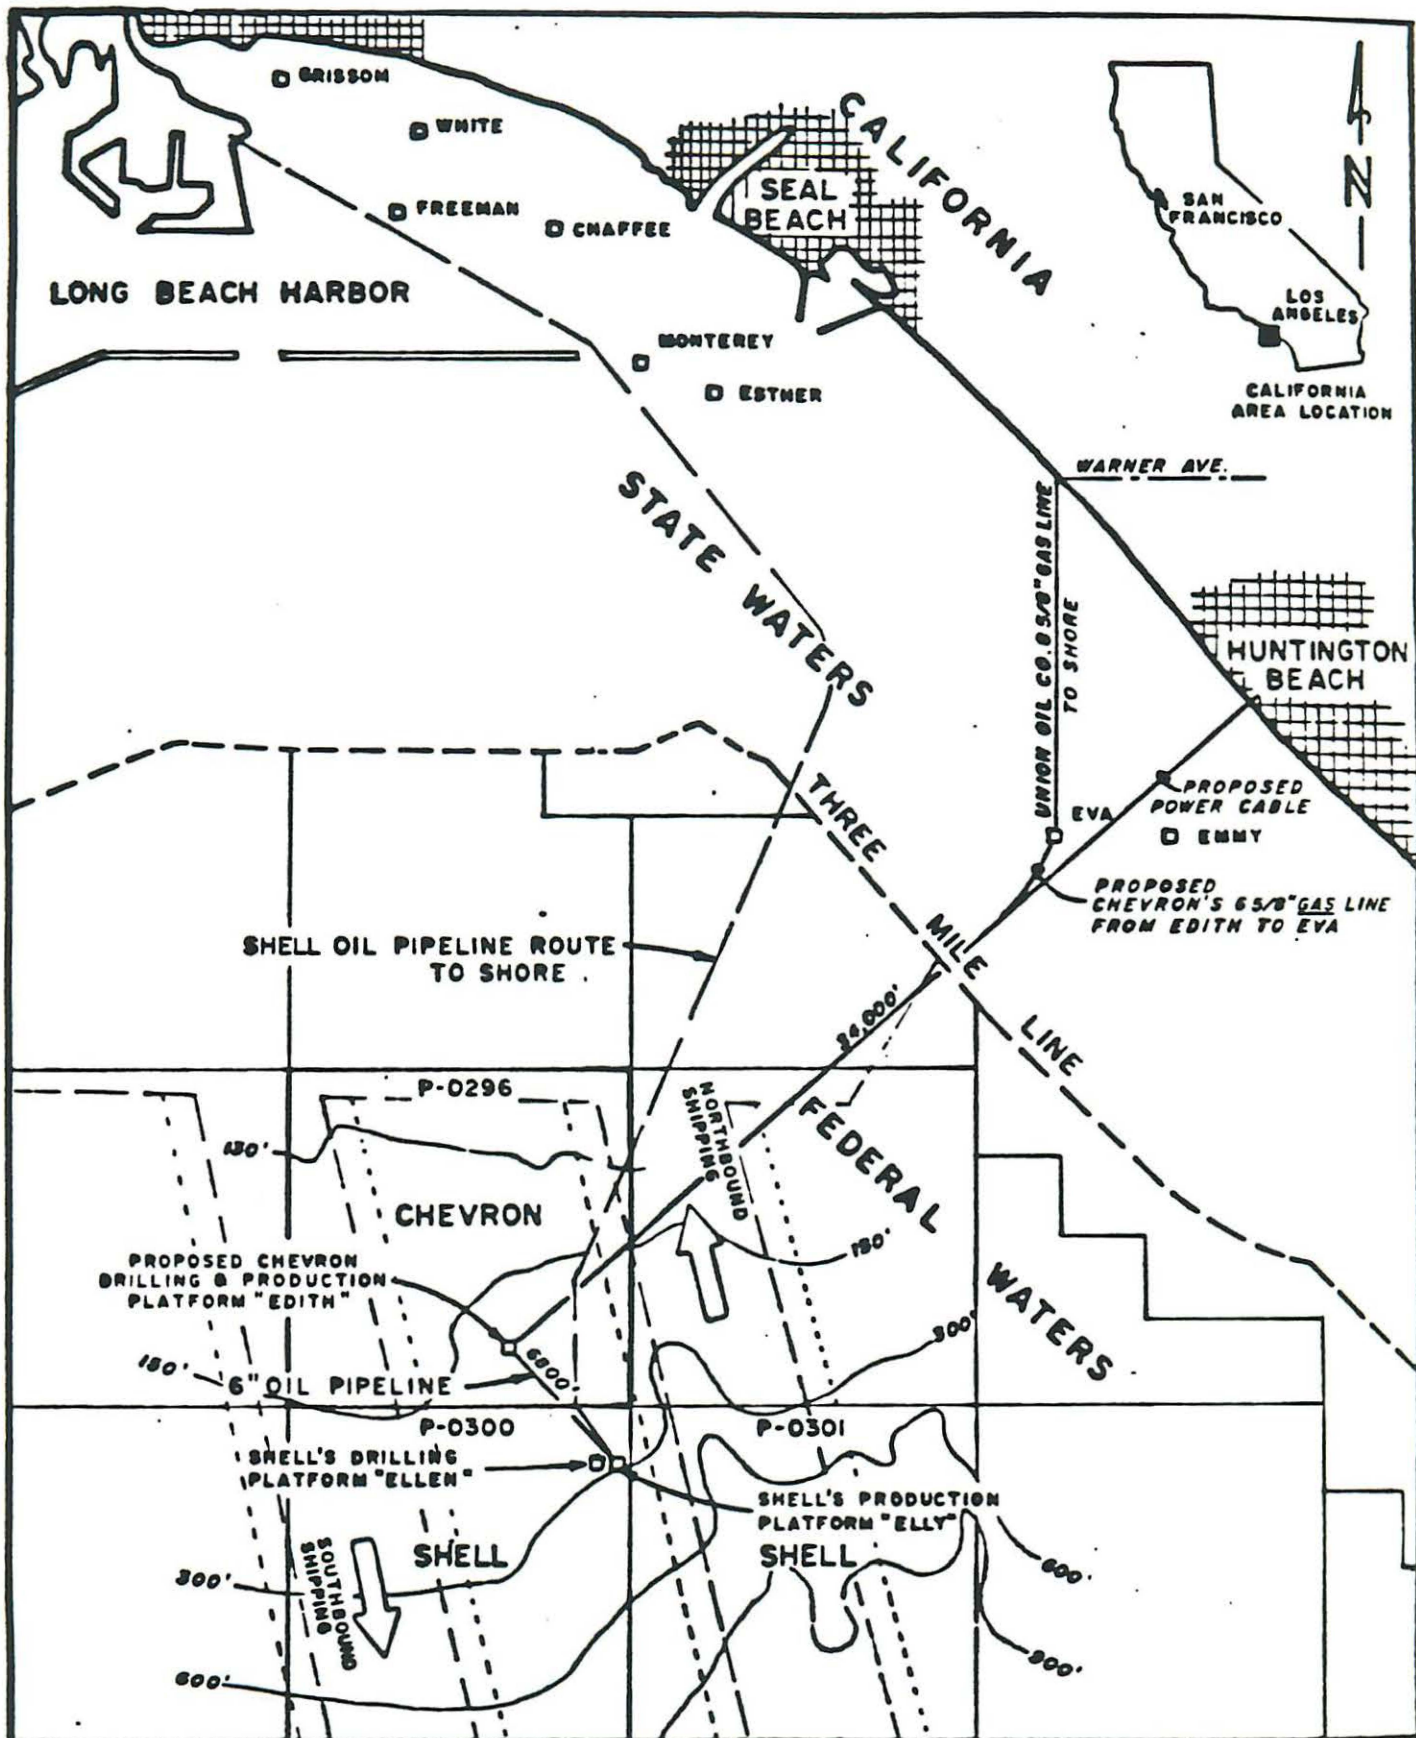 GRISSOM
WHITE
FREEMAN
CHAFFEE
SEAL
BEACH
CALIFORNIA
N
SAN
FRANCISCO
LOS
ANGELES
CALIFORNIA
AREA LOCATION
LONG BEACH HARBOR
MONTEREY
ESTHER
WARNER AVE.
STATE WATERS
UNION OIL CO. 8 5/8" GAS LINE
TO SHORE
HUNTINGTON
BEACH
PROPOSED
POWER CABLE
EVA
EMMY
THREE MILE LINE
PROPOSED
CHEVRON'S 6 5/8" GAS LINE
FROM EDITH TO EVA
SHELL OIL PIPELINE ROUTE
TO SHORE
34,000'
P-0296
NORTHBOUND
SHIPPING
FEDERAL WATERS
150'
CHEVRON
150'
PROPOSED CHEVRON
DRILLING & PRODUCTION
PLATFORM "EDITH"
300'
150'
6" OIL PIPELINE
6800'
P-0300
P-0301
SHELL'S DRILLING
PLATFORM "ELLEN"
SHELL'S PRODUCTION
PLATFORM "ELLY"
SHELL
SHELL
SOUTHBOUND
SHIPPING
300'
600'
600'
900'